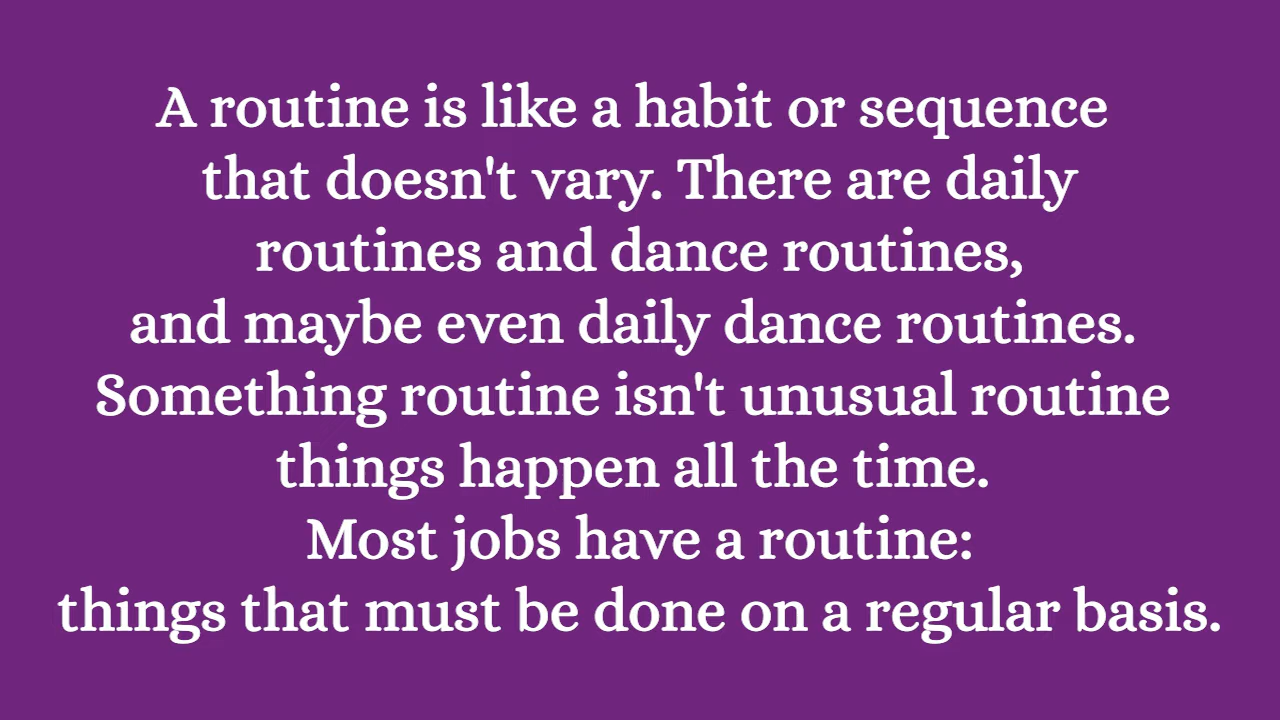 A routine is like a habit or sequence
that doesn't vary. There are daily
routines and dance routines,
and maybe even daily dance routines.
Something routine isn't unusual routine
things happen all the time.
Most jobs have a routine:
things that must be done on a regular basis.